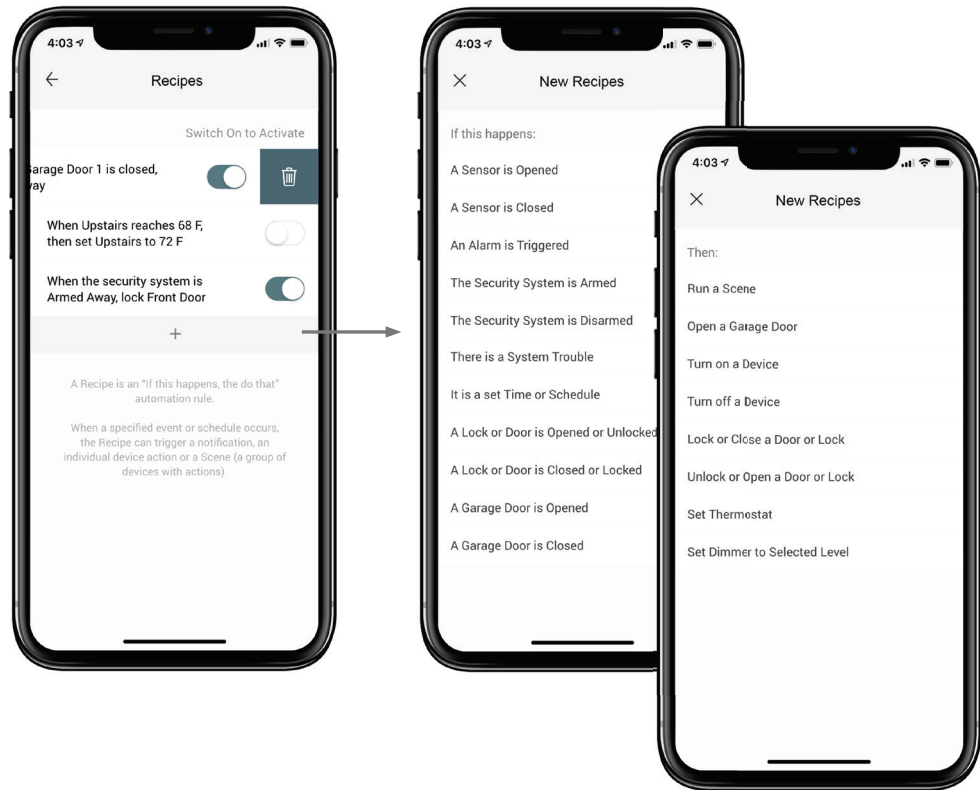 4:03
Recipes
Switch On to Activate
Garage Door 1 is closed,
When Upstairs reaches 68 F,
then set Upstairs to 72 F
When the security system is
Armed Away, lock Front Door
+
A Recipe is an "If this happens, the do that"
automation rule.
When a specified event or schedule occurs,
the Recipe can trigger a notification, an
individual device action or a Scene (a group of
devices with actions).
4:03
New Recipes
If this happens:
A Sensor is Opened
A Sensor is Closed
An Alarm is Triggered
The Security System is Armed
The Security System is Disarmed
There is a System Trouble
It is a set Time or Schedule
A Lock or Door is Opened or Unlocked
A Lock or Door is Closed or Locked
A Garage Door is Opened
A Garage Door is Closed
4:03
New Recipes
Then:
Run a Scene
Open a Garage Door
Turn on a Device
Turn off a Device
Lock or Close a Door or Lock
Unlock or Open a Door or Lock
Set Thermostat
Set Dimmer to Selected Level